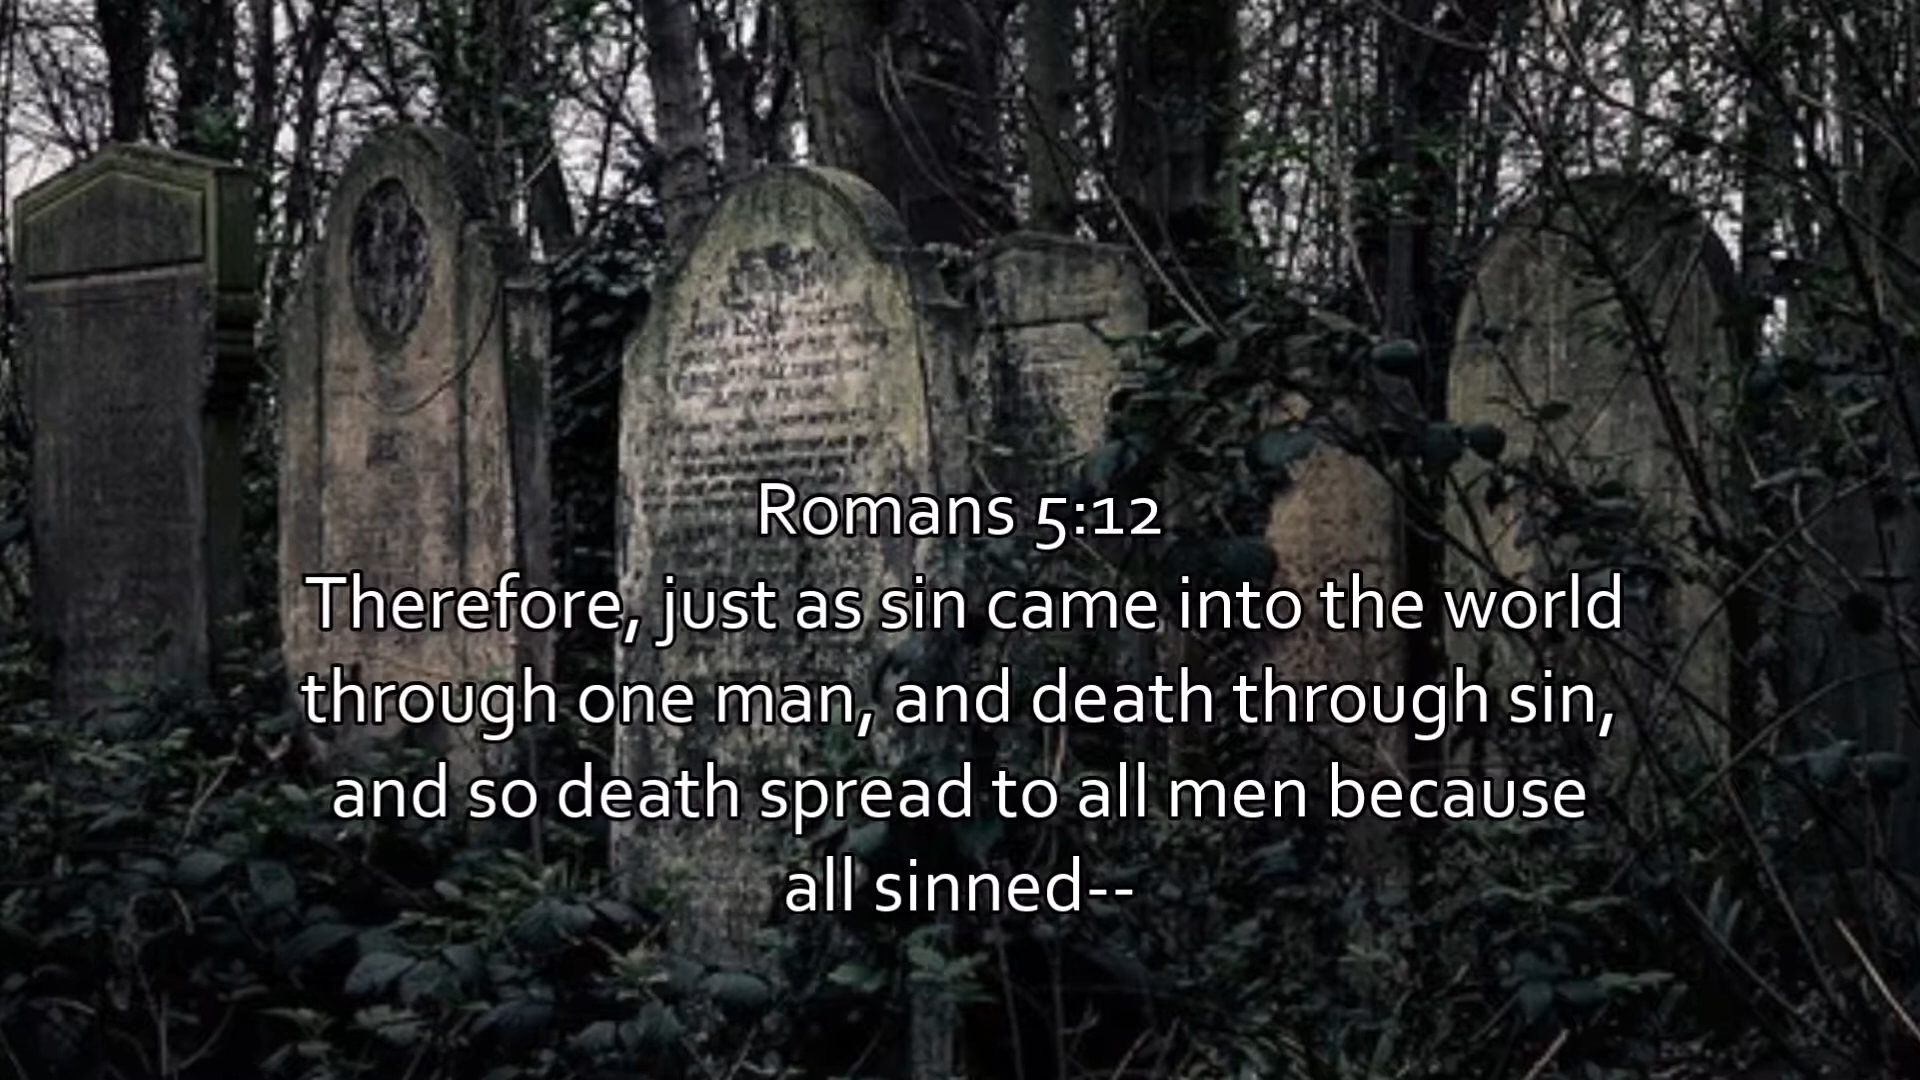 Romans 5:12
Therefore, just as sin came into the world
through one man, and death through sin,
and so death spread to all men because
all sinned--